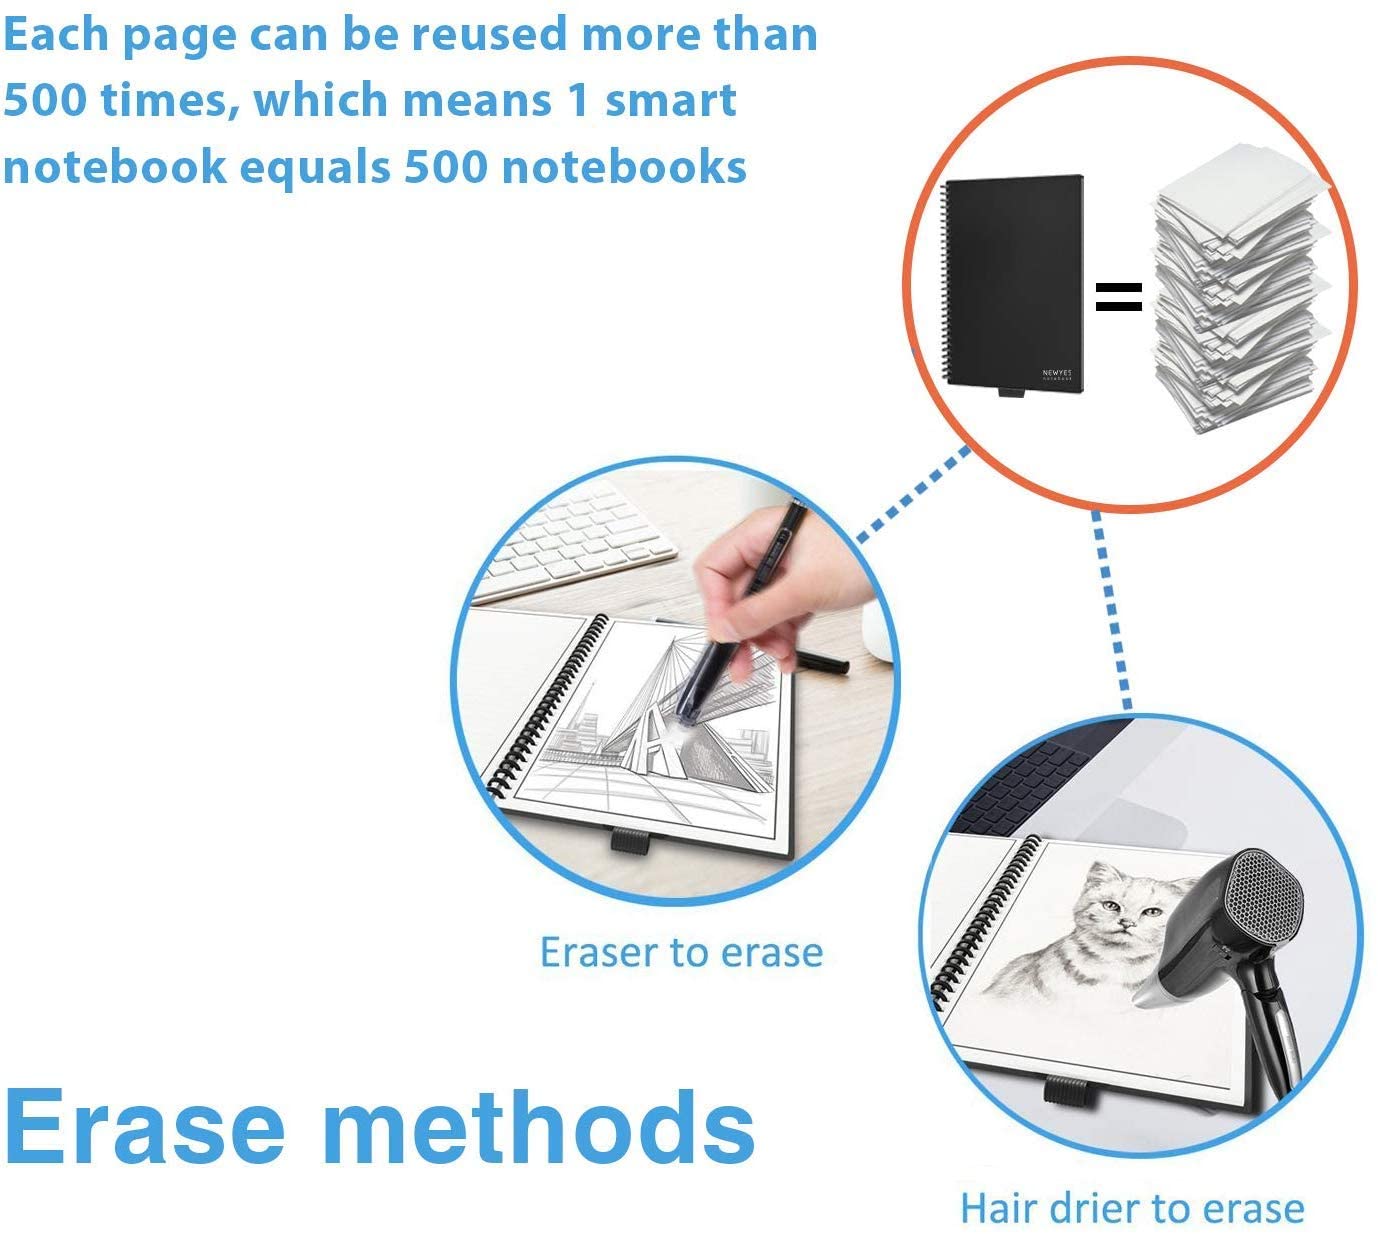 Each page can be reused more than
500 times, which means 1 smart
notebook equals 500 notebooks
NEWYES
notebook
Eraser to erase
Erase methods
Hair drier to erase